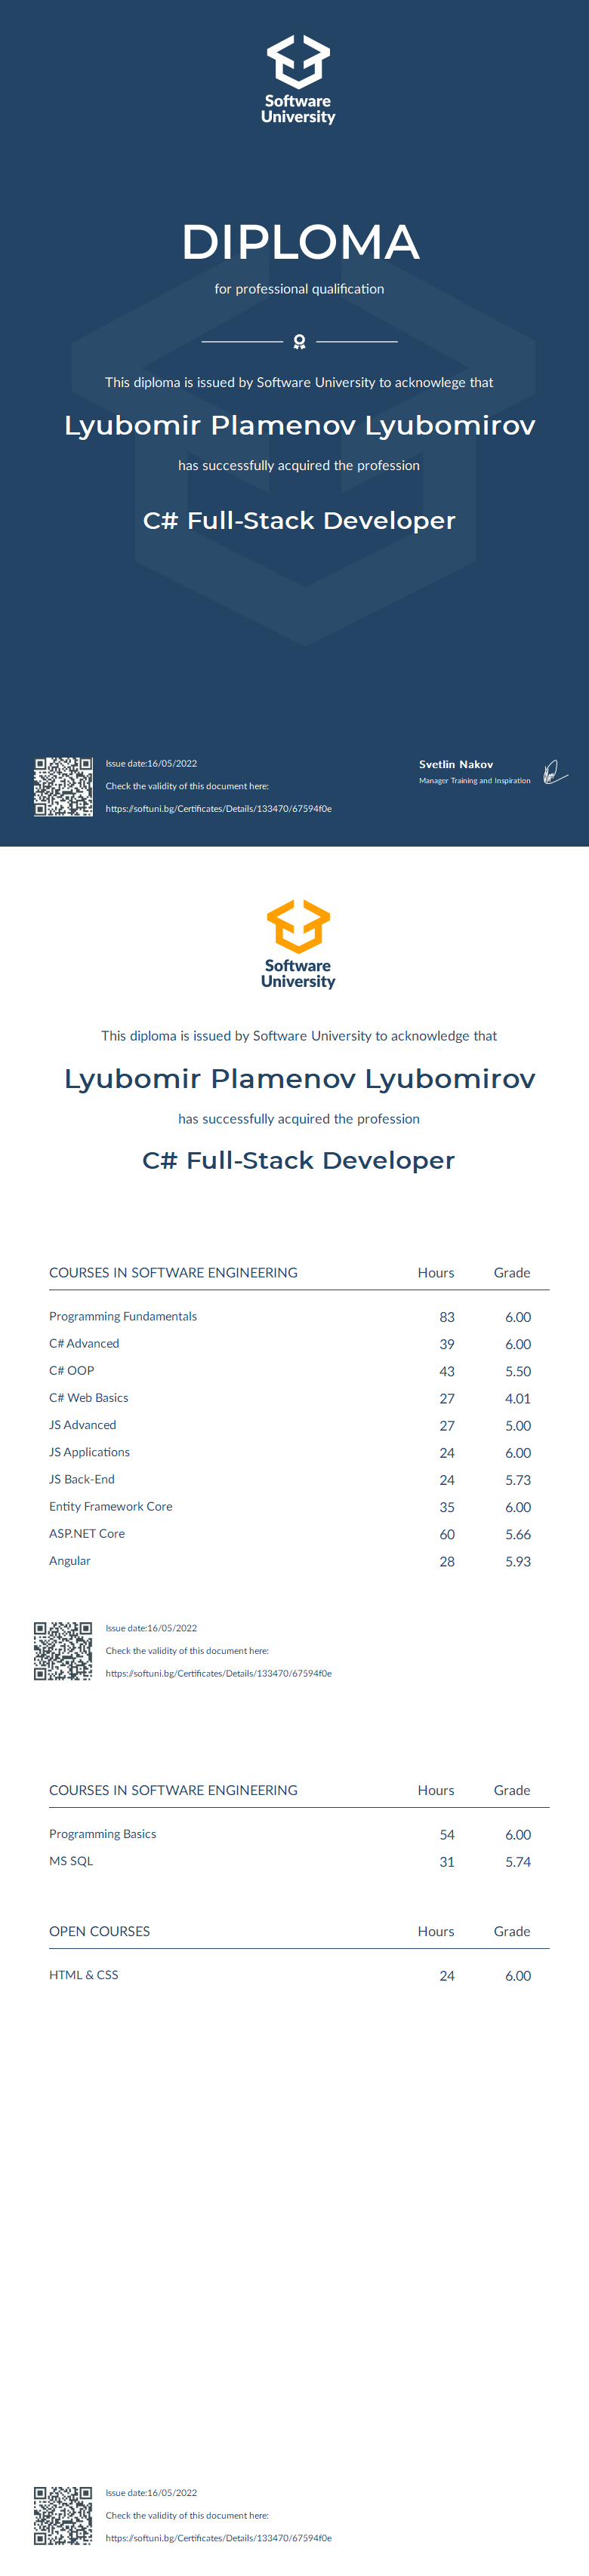 Software
University
DIPLOMA
for professional qualification
This diploma is issued by Software University to acknowlege that
Lyubomir Plamenov Lyubomirov
has successfully acquired the profession
C# Full-Stack Developer
Issue date:16/05/2022
Check the validity of this document here:
https://softuni.bg/Certificates/Details/133470/67594f0e
Svetlin Nakov
Manager Training and Inspiration
Software
University
This diploma is issued by Software University to acknowledge that
Lyubomir Plamenov Lyubomirov
has successfully acquired the profession
C# Full-Stack Developer
COURSES IN SOFTWARE ENGINEERING Hours Grade
Programming Fundamentals 83 6.00
C# Advanced 39 6.00
C# OOP 43 5.50
C# Web Basics 27 4.01
JS Advanced 27 5.00
JS Applications 24 6.00
JS Back-End 24 5.73
Entity Framework Core 35 6.00
ASP.NET Core 60 5.66
Angular 28 5.93
Issue date:16/05/2022
Check the validity of this document here:
https://softuni.bg/Certificates/Details/133470/67594f0e
COURSES IN SOFTWARE ENGINEERING Hours Grade
Programming Basics 54 6.00
MS SQL 31 5.74
OPEN COURSES Hours Grade
HTML & CSS 24 6.00
Issue date:16/05/2022
Check the validity of this document here:
https://softuni.bg/Certificates/Details/133470/67594f0e